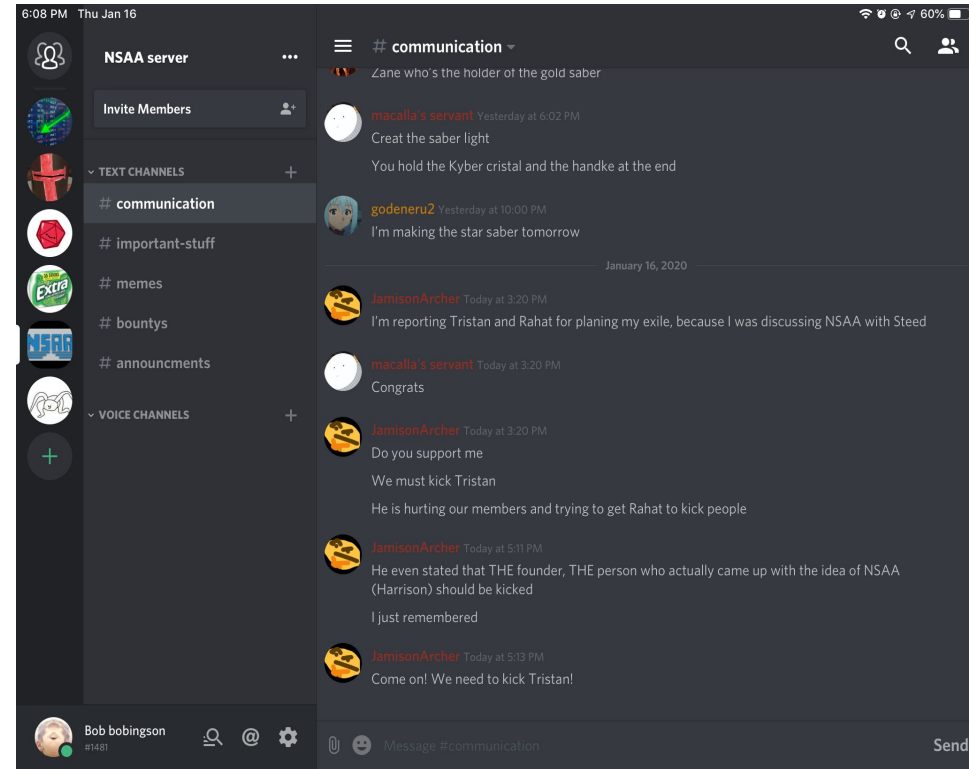 6:08 PM Thu Jan 16
60%
NSAA server
Invite Members
TEXT CHANNELS
# communication
# important-stuff
# memes
# bountys
# announcments
VOICE CHANNELS
Extra
NSAA
Bob bobingson
#1481
# communication
Zane who's the holder of the gold saber
macalla's servant Yesterday at 6:02 PM
Creat the saber light
You hold the Kyber cristal and the handke at the end
godeneru2 Yesterday at 10:00 PM
I'm making the star saber tomorrow
January 16, 2020
JamisonArcher Today at 3:20 PM
I'm reporting Tristan and Rahat for planing my exile, because I was discussing NSAA with Steed
macalla's servant Today at 3:20 PM
Congrats
JamisonArcher Today at 3:20 PM
Do you support me
We must kick Tristan
He is hurting our members and trying to get Rahat to kick people
JamisonArcher Today at 5:11 PM
He even stated that THE founder, THE person who actually came up with the idea of NSAA
(Harrison) should be kicked
I just remembered
JamisonArcher Today at 5:13 PM
Come on! We need to kick Tristan!
Message #communication
Send